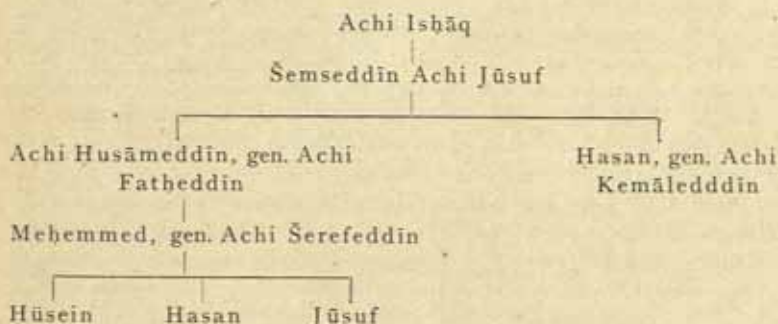 Achi Isḥāq
Šemseddīn Achi Jūsuf
Achi Husāmeddīn, gen. Achi Fatḥeddīn
Ḥasan, gen. Achi Kemāledddīn
Meḥemmed, gen. Achi Šerefeddīn
Hüsein Hasan Jūsuf